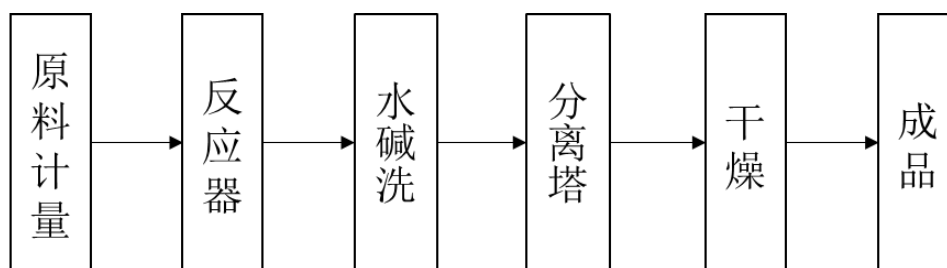 原料计量
反应器
水碱洗
分离塔
干燥
成品